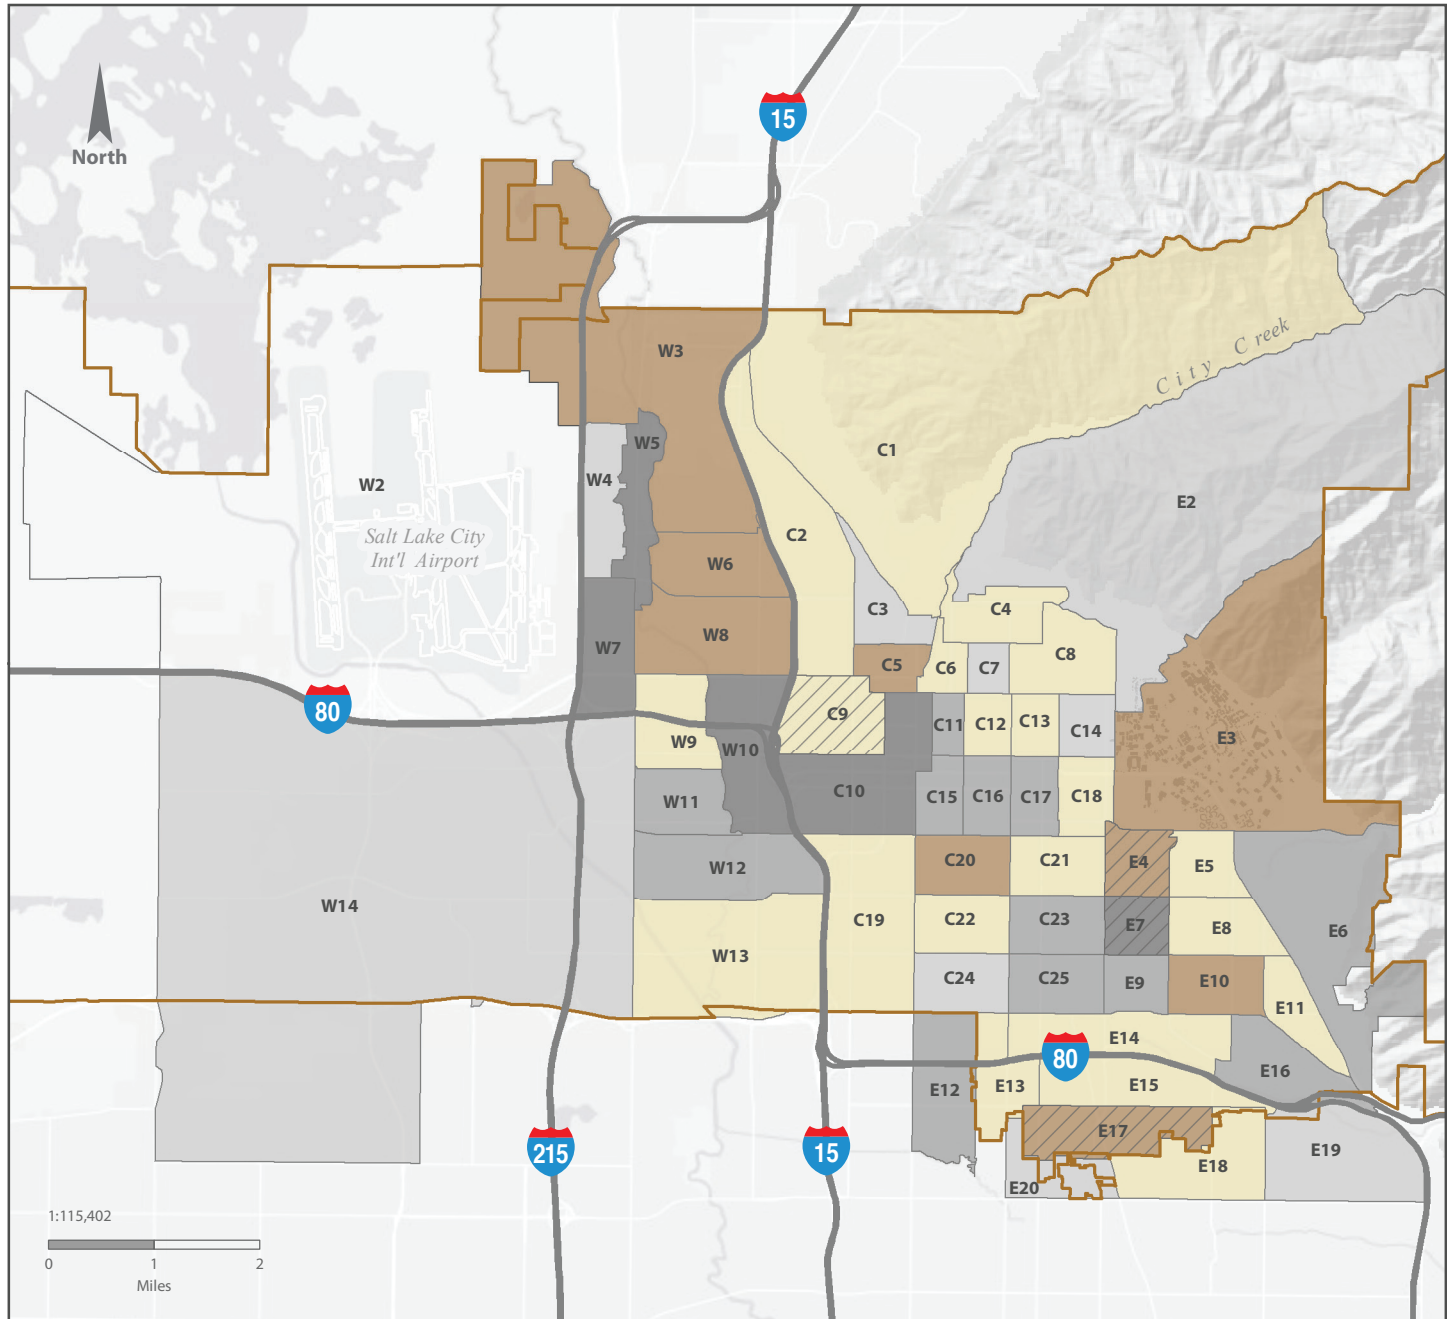 15
North
W3
City Creek
C1
W5
W4
W2
E2
Salt Lake City
Int'l Airport
C2
W6
C3
C4
W8
W7
C5
C6
C7
C8
80
C9
C11
C12
C13
C14
E3
W9
W10
W11
C10
C15
C16
C17
C18
W12
C20
C21
E4
E5
W14
C19
C22
C23
E7
E8
E6
W13
C24
C25
E9
E10
E11
E14
80
E12
E13
E15
E16
215
15
E17
E18
E19
E20
1:115,402
0 1 2
Miles